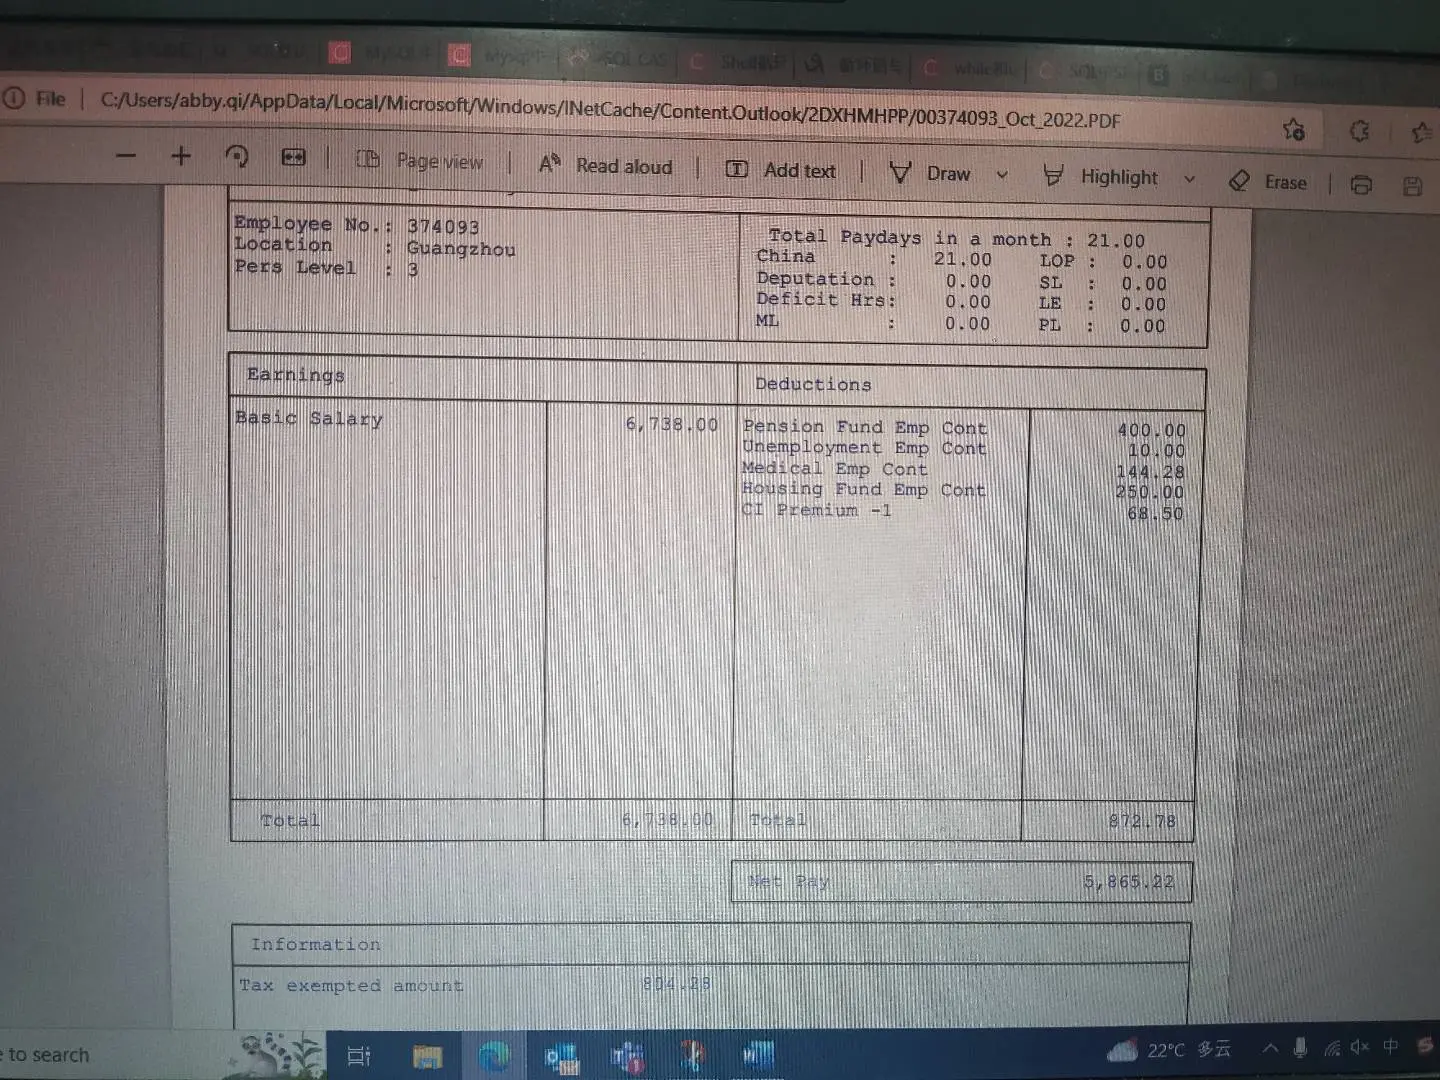 File | C:/Users/abby.qi/AppData/Local/Microsoft/Windows/INetCache/Content.Outlook/2DXHMHPP/00374093_Oct_2022.PDF
Page view | Read aloud | Add text | Draw Highlight Erase
Employee No.: 374093
Location : Guangzhou
Pers Level : 3
Total Paydays in a month : 21.00
China : 21.00 LOP : 0.00
Deputation : 0.00 SL : 0.00
Deficit Hrs: 0.00 LE : 0.00
ML : 0.00 PL : 0.00
Earnings Deductions
Basic Salary 6,738.00 Pension Fund Emp Cont 400.00
Unemployment Emp Cont 10.00
Medical Emp Cont 144.28
Housing Fund Emp Cont 250.00
CI Premium -1 68.50
Total 6,738.00 Total 872.78
Net Pay 5,865.22
Information
Tax exempted amount 804.28
to search 22°C 多云 中